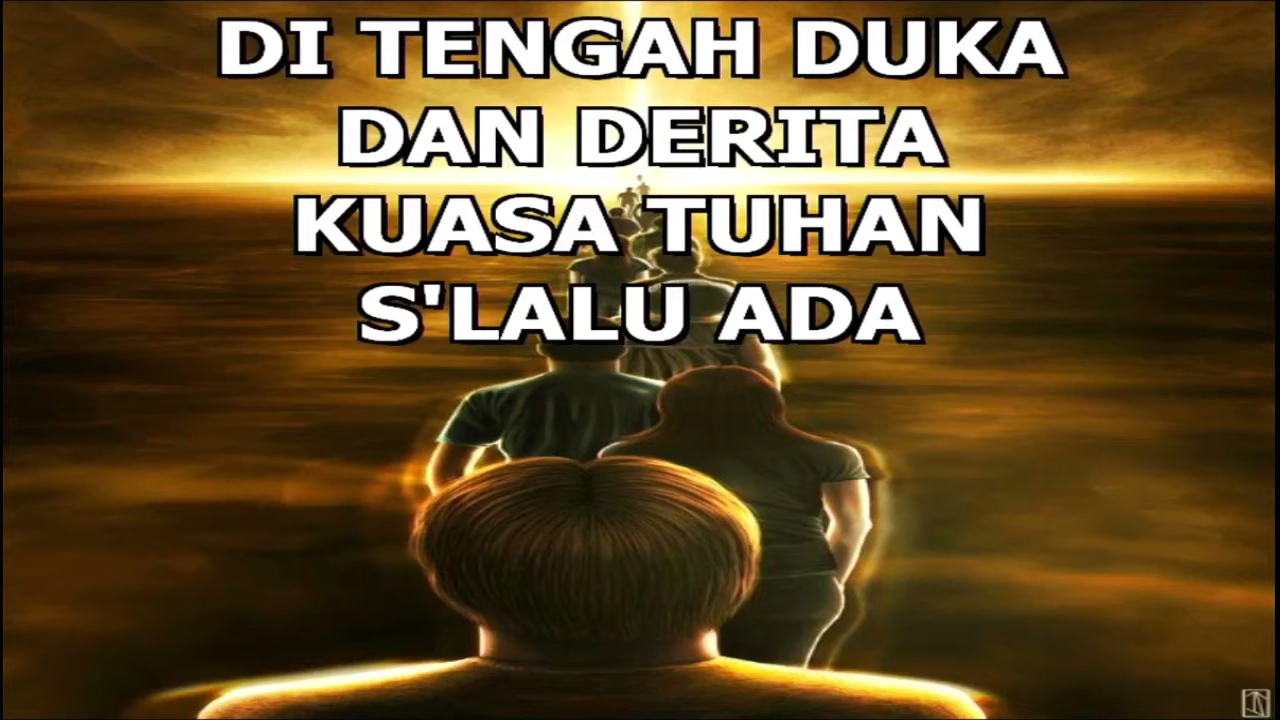 DI TENGAH DUKA
DAN DERITA
KUASA TUHAN
S'LALU ADA